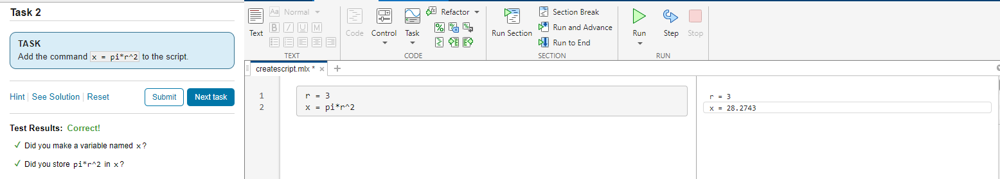 Task 2
TASK
Add the command x = pi*r^2 to the script.
Hint See Solution Reset Submit Next task
Test Results: Correct!
Did you make a variable named x?
Did you store pi*r^2 in x?
Text
Aa Normal
B I U M
TEXT
Code Control Task
Refactor
CODE
Run Section
Section Break
Run and Advance
Run to End
SECTION
Run Step Stop
RUN
createscript.mlx * × +
1 r = 3
2 x = pi*r^2
r = 3
x = 28.2743